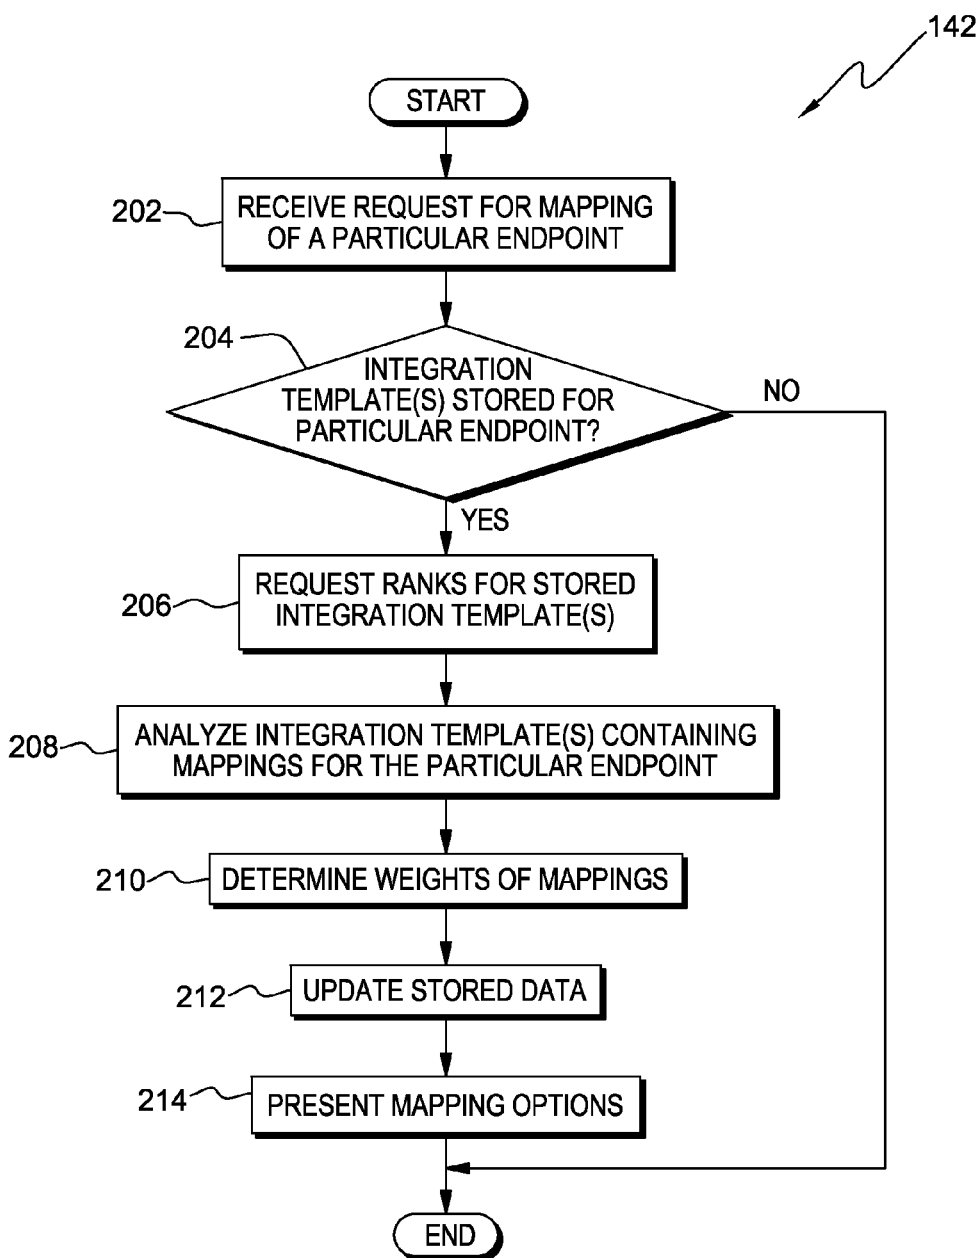 142
START
202
RECEIVE REQUEST FOR MAPPING
OF A PARTICULAR ENDPOINT
204
INTEGRATION
TEMPLATE(S) STORED FOR
PARTICULAR ENDPOINT?
NO
YES
206
REQUEST RANKS FOR STORED
INTEGRATION TEMPLATE(S)
208
ANALYZE INTEGRATION TEMPLATE(S) CONTAINING
MAPPINGS FOR THE PARTICULAR ENDPOINT
210
DETERMINE WEIGHTS OF MAPPINGS
212
UPDATE STORED DATA
214
PRESENT MAPPING OPTIONS
END